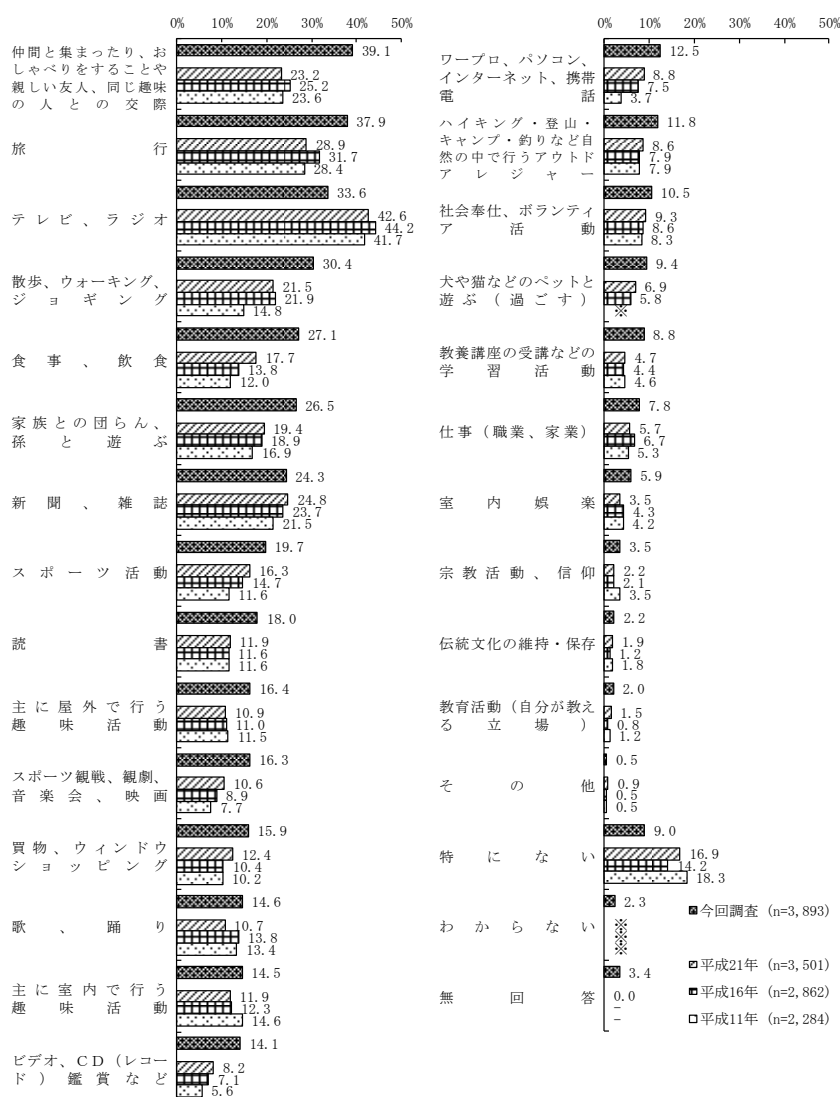 0% 10% 20% 30% 40% 50%
仲間と集まったり、お
しゃべりをすることや
親しい友人、同じ趣味
の人との交際
39.1
23.2
25.2
23.6
旅行
37.9
28.9
31.7
28.4
テレビ、ラジオ
33.6
42.6
44.2
41.7
散歩、ウォーキング、
ジョギング
30.4
21.5
21.9
14.8
食事、飲食
27.1
17.7
13.8
12.0
家族との団らん、
孫と遊ぶ
26.5
19.4
18.9
16.9
新聞、雑誌
24.3
24.8
23.7
21.5
スポーツ活動
19.7
16.3
14.7
11.6
読書
18.0
11.9
11.6
11.6
主に屋外で行う
趣味活動
16.4
10.9
11.0
11.5
スポーツ観戦、観劇、
音楽会、映画
16.3
10.6
8.9
7.7
買物、ウィンドウ
ショッピング
15.9
12.4
10.4
10.2
歌、踊り
14.6
10.7
13.8
13.4
主に室内で行う
趣味活動
14.5
11.9
12.3
14.6
ビデオ、CD（レコー
ド）鑑賞など
14.1
8.2
7.1
5.6
0% 10% 20% 30% 40% 50%
ワープロ、パソコン、
インターネット、携帯
電話
12.5
8.8
7.5
3.7
ハイキング・登山・
キャンプ・釣りなど自
然の中で行うアウトド
アレジャー
11.8
8.6
7.9
7.9
社会奉仕、ボランティ
ア活動
10.5
9.3
8.6
8.3
犬や猫などのペットと
遊ぶ（過ごす）
9.4
6.9
5.8
※
教養講座の受講などの
学習活動
8.8
4.7
4.4
4.6
仕事（職業、家業）
7.8
5.7
6.7
5.3
室内娯楽
5.9
3.5
4.3
4.2
宗教活動、信仰
3.5
2.2
2.1
3.5
伝統文化の維持・保存
2.2
1.9
1.2
1.8
教育活動（自分が教え
る立場）
2.0
1.5
0.8
1.2
その他
0.5
0.9
0.5
0.5
特にない
9.0
16.9
14.2
18.3
わからない
2.3
※
※
※
無回答
3.4
0.0
－
－
今回調査 (n=3,893)
平成21年 (n=3,501)
平成16年 (n=2,862)
平成11年 (n=2,284)